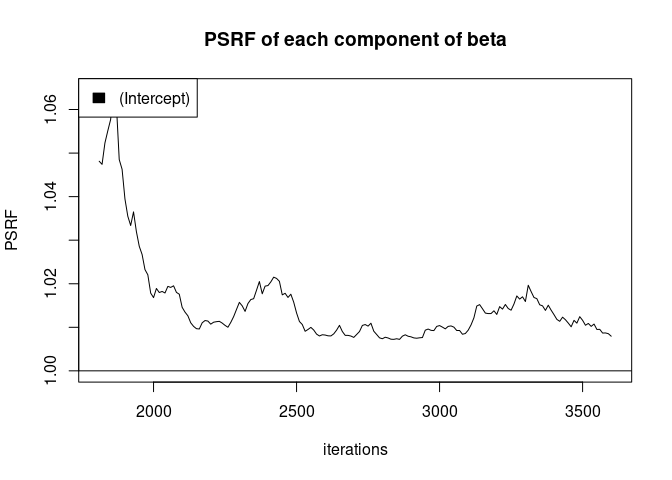 PSRF of each component of beta
(Intercept)
PSRF
1.06
1.04
1.02
1.00
2000 2500 3000 3500
iterations